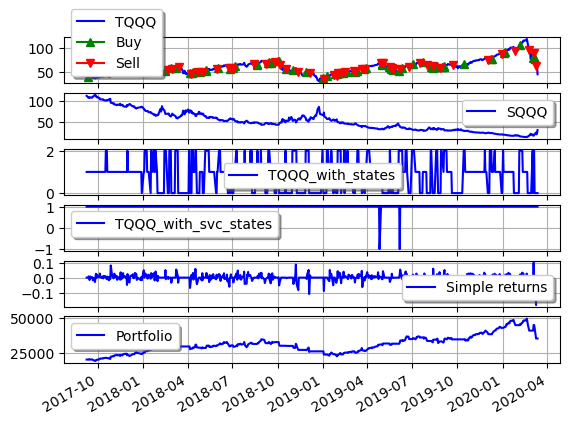 TQQQ
Buy
Sell
100
50
100
50
SQQQ
2
0
TQQQ_with_states
1
0
−1
TQQQ_with_svc_states
0.1
0.0
−0.1
Simple returns
50000
25000
Portfolio
2017-10 2018-01 2018-04 2018-07 2018-10 2019-01 2019-04 2019-07 2019-10 2020-01 2020-04